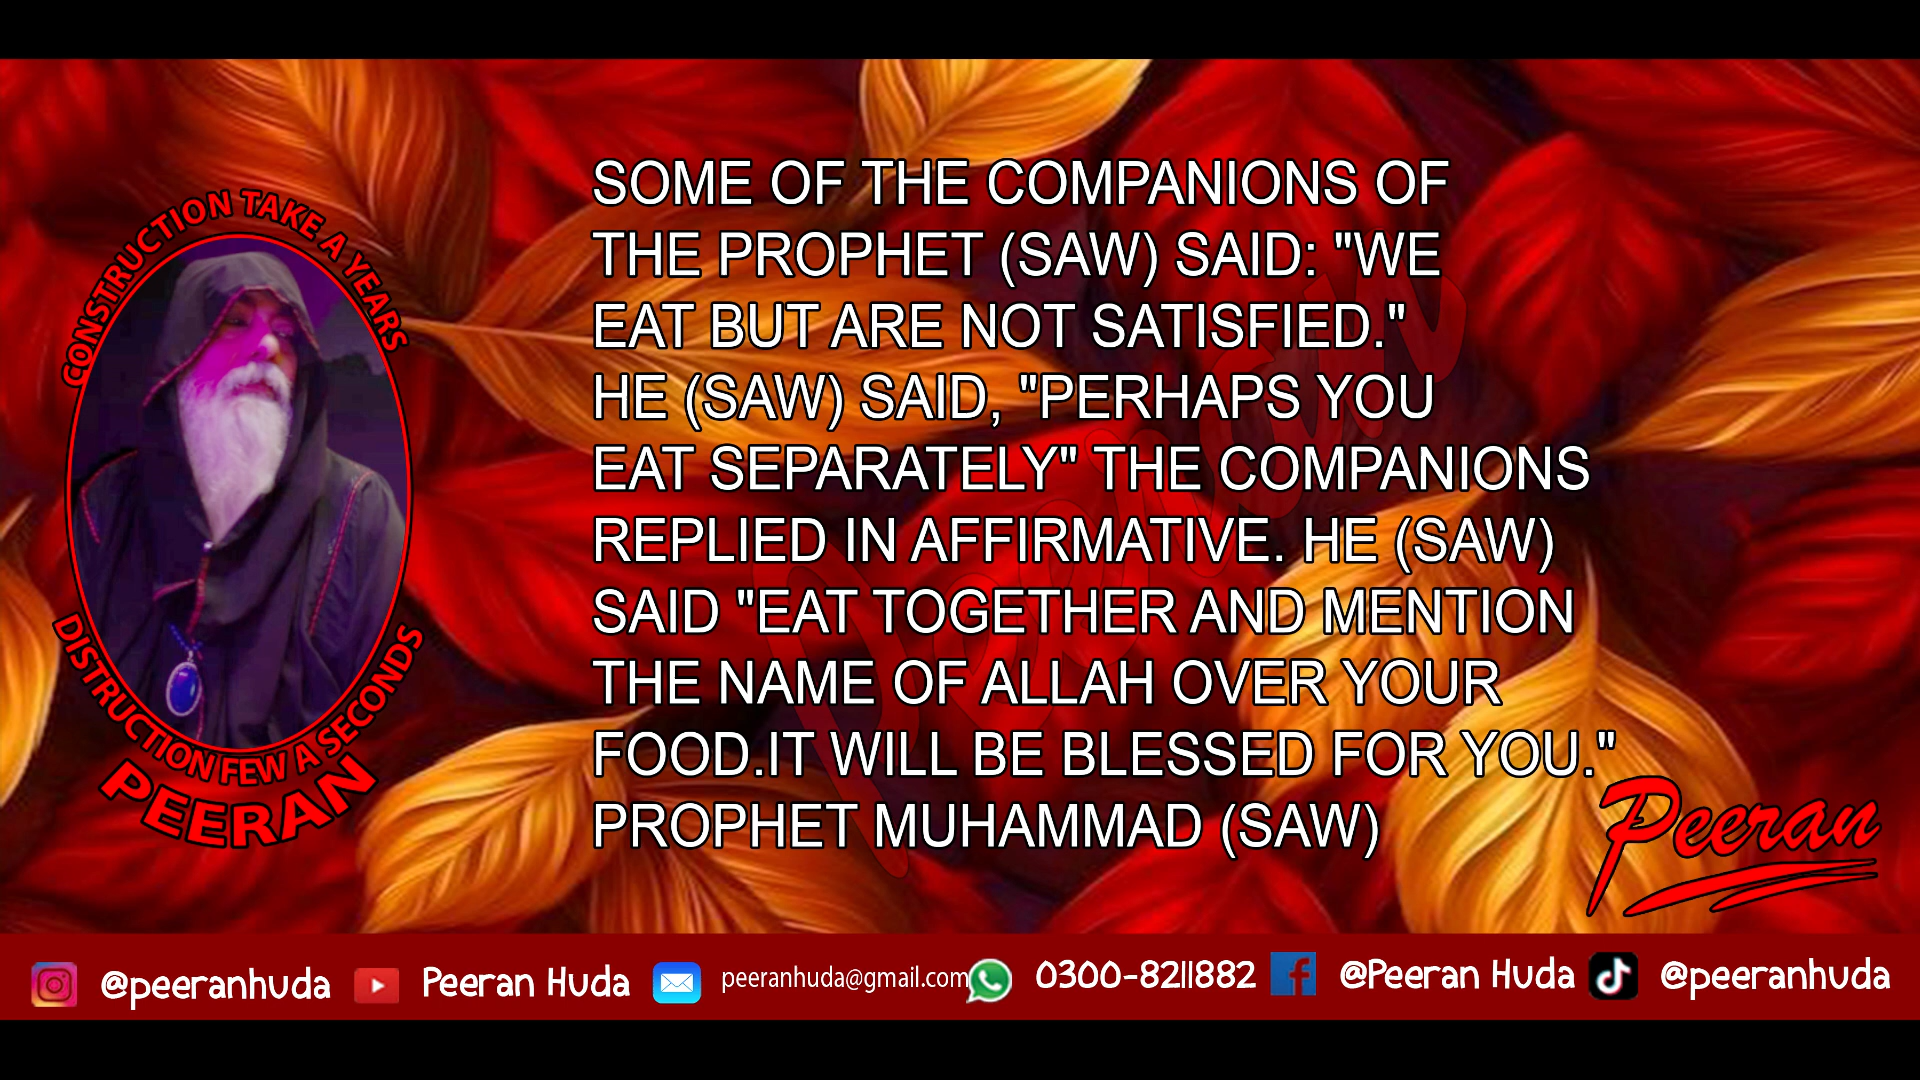 CONSTRUCTION TAKE A YEARS
DISTRUCTION FEW A SECONDS
PEERAN
SOME OF THE COMPANIONS OF
THE PROPHET (SAW) SAID: "WE
EAT BUT ARE NOT SATISFIED."
HE (SAW) SAID, "PERHAPS YOU
EAT SEPARATELY" THE COMPANIONS
REPLIED IN AFFIRMATIVE. HE (SAW)
SAID "EAT TOGETHER AND MENTION
THE NAME OF ALLAH OVER YOUR
FOOD.IT WILL BE BLESSED FOR YOU."
PROPHET MUHAMMAD (SAW)
Peeran
Peeran
@peeranhuda Peeran Huda peeranhuda@gmail.com 0300-8211882 @Peeran Huda @peeranhuda